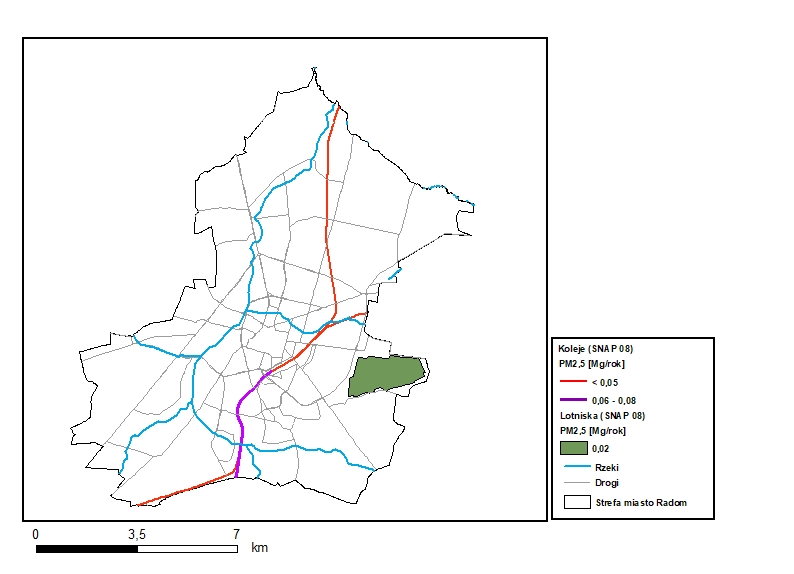 Koleje (SNAP 08)
PM2,5 [Mg/rok]
< 0,05
0,06 - 0,08
Lotniska (SNAP 08)
PM2,5 [Mg/rok]
0,02
Rzeki
Drogi
Strefa miasto Radom
0 3,5 7
km